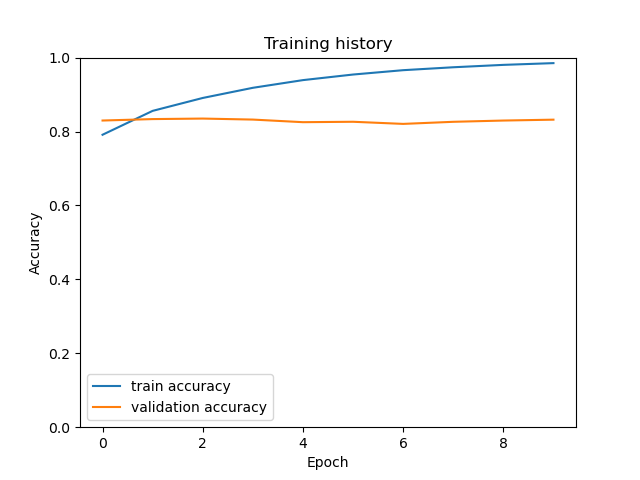 Training history
Accuracy
1.0
0.8
0.6
0.4
0.2
0.0
train accuracy
validation accuracy
0 2 4 6 8
Epoch